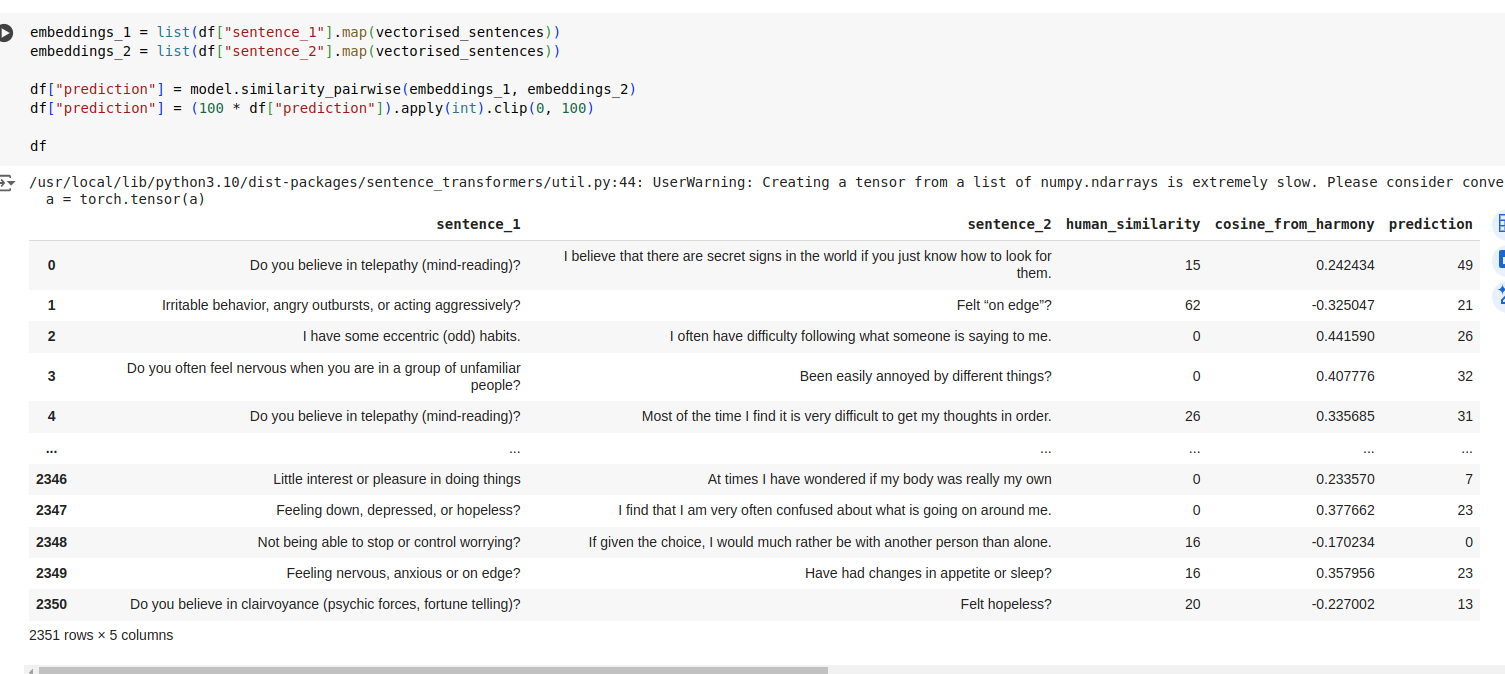 embeddings_1 = list(df["sentence_1"].map(vectorised_sentences))
embeddings_2 = list(df["sentence_2"].map(vectorised_sentences))
df["prediction"] = model.similarity_pairwise(embeddings_1, embeddings_2)
df["prediction"] = (100 * df["prediction"]).apply(int).clip(0, 100)
df
/usr/local/lib/python3.10/dist-packages/sentence_transformers/util.py:44: UserWarning: Creating a tensor from a list of numpy.ndarrays is extremely slow. Please consider conve
a = torch.tensor(a)
sentence_1 sentence_2 human_similarity cosine_from_harmony prediction
0 Do you believe in telepathy (mind-reading)? I believe that there are secret signs in the world if you just know how to look for
them. 15 0.242434 49
1 Irritable behavior, angry outbursts, or acting aggressively? Felt “on edge”? 62 -0.325047 21
2 I have some eccentric (odd) habits. I often have difficulty following what someone is saying to me. 0 0.441590 26
3 Do you often feel nervous when you are in a group of unfamiliar
people? Been easily annoyed by different things? 0 0.407776 32
4 Do you believe in telepathy (mind-reading)? Most of the time I find it is very difficult to get my thoughts in order. 26 0.335685 31
... ... ... ... ... ...
2346 Little interest or pleasure in doing things At times I have wondered if my body was really my own 0 0.233570 7
2347 Feeling down, depressed, or hopeless? I find that I am very often confused about what is going on around me. 0 0.377662 23
2348 Not being able to stop or control worrying? If given the choice, I would much rather be with another person than alone. 16 -0.170234 0
2349 Feeling nervous, anxious or on edge? Have had changes in appetite or sleep? 16 0.357956 23
2350 Do you believe in clairvoyance (psychic forces, fortune telling)? Felt hopeless? 20 -0.227002 13
2351 rows × 5 columns